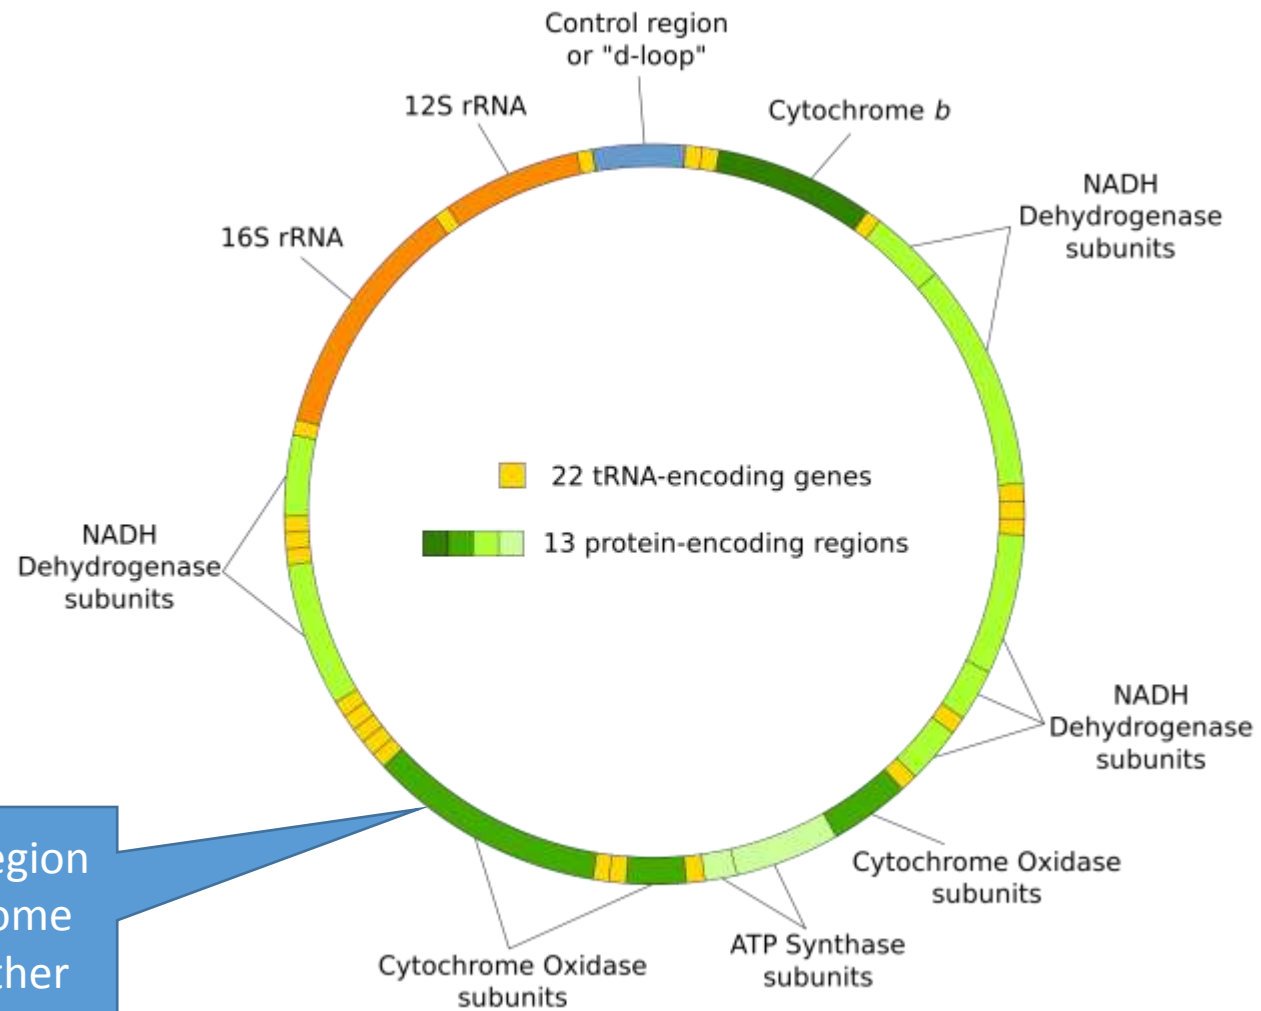 Control region
or "d-loop"
12S rRNA
Cytochrome b
16S rRNA
NADH
Dehydrogenase
subunits
22 tRNA-encoding genes
13 protein-encoding regions
NADH
Dehydrogenase
subunits
NADH
Dehydrogenase
subunits
Cytochrome Oxidase
subunits
ATP Synthase
subunits
Cytochrome Oxidase
subunits